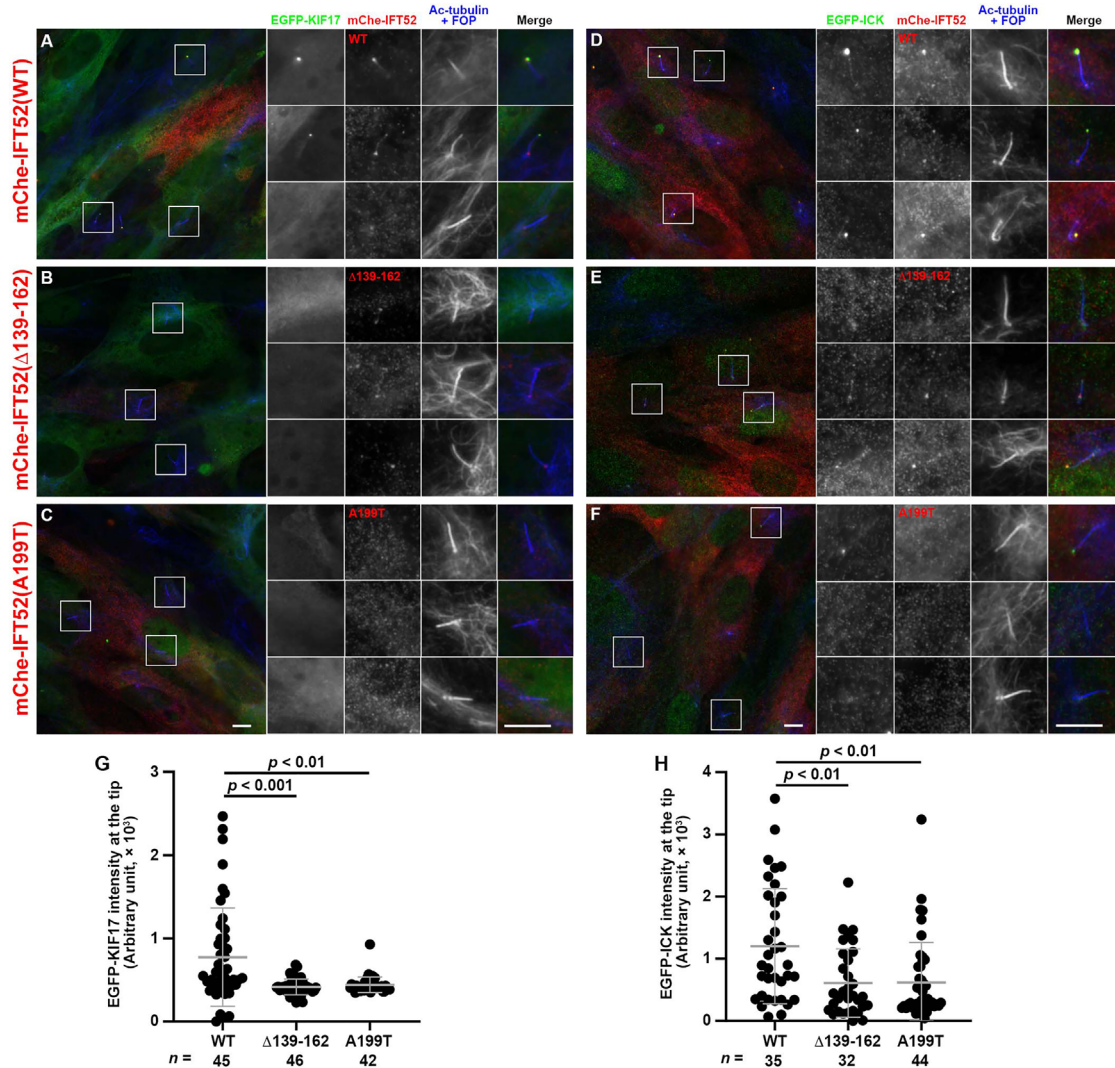 EGFP-KIF17 mChe-IFT52 Ac-tubulin + FOP Merge
EGFP-ICK mChe-IFT52 Ac-tubulin + FOP Merge
mChe-IFT52(WT)
A
WT
D
WT
mChe-IFT52(Δ139-162)
B
Δ139-162
E
Δ139-162
mChe-IFT52(A199T)
C
A199T
F
A199T
G
EGFP-KIF17 intensity at the tip
(Arbitrary unit, × 10³)
3
2
1
0
p < 0.01
p < 0.001
WT Δ139-162 A199T
n = 45 46 42
H
EGFP-ICK intensity at the tip
(Arbitrary unit, × 10³)
4
3
2
1
0
p < 0.01
p < 0.01
WT Δ139-162 A199T
n = 35 32 44